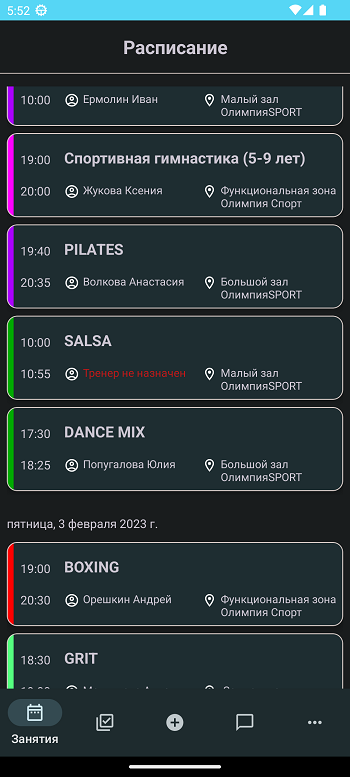 5:52
Расписание
10:00 Ермолин Иван Малый зал
ОлимпияSPORT
19:00 Спортивная гимнастика (5-9 лет)
20:00 Жукова Ксения Функциональная зона
Олимпия Спорт
19:40 PILATES
20:35 Волкова Анастасия Большой зал
ОлимпияSPORT
10:00 SALSA
10:55 Тренер не назначен Малый зал
ОлимпияSPORT
17:30 DANCE MIX
18:25 Попугалова Юлия Большой зал
ОлимпияSPORT
пятница, 3 февраля 2023 г.
19:00 BOXING
20:30 Орешкин Андрей Функциональная зона
Олимпия Спорт
18:30 GRIT
Занятия